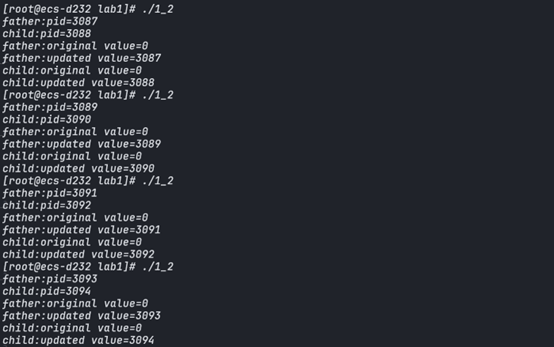 [root@ecs-d232 lab1]# ./1_2
father:pid=3087
child:pid=3088
father:original value=0
father:updated value=3087
child:original value=0
child:updated value=3088
[root@ecs-d232 lab1]# ./1_2
father:pid=3089
child:pid=3090
father:original value=0
father:updated value=3089
child:original value=0
child:updated value=3090
[root@ecs-d232 lab1]# ./1_2
father:pid=3091
child:pid=3092
father:original value=0
father:updated value=3091
child:original value=0
child:updated value=3092
[root@ecs-d232 lab1]# ./1_2
father:pid=3093
child:pid=3094
father:original value=0
father:updated value=3093
child:original value=0
child:updated value=3094